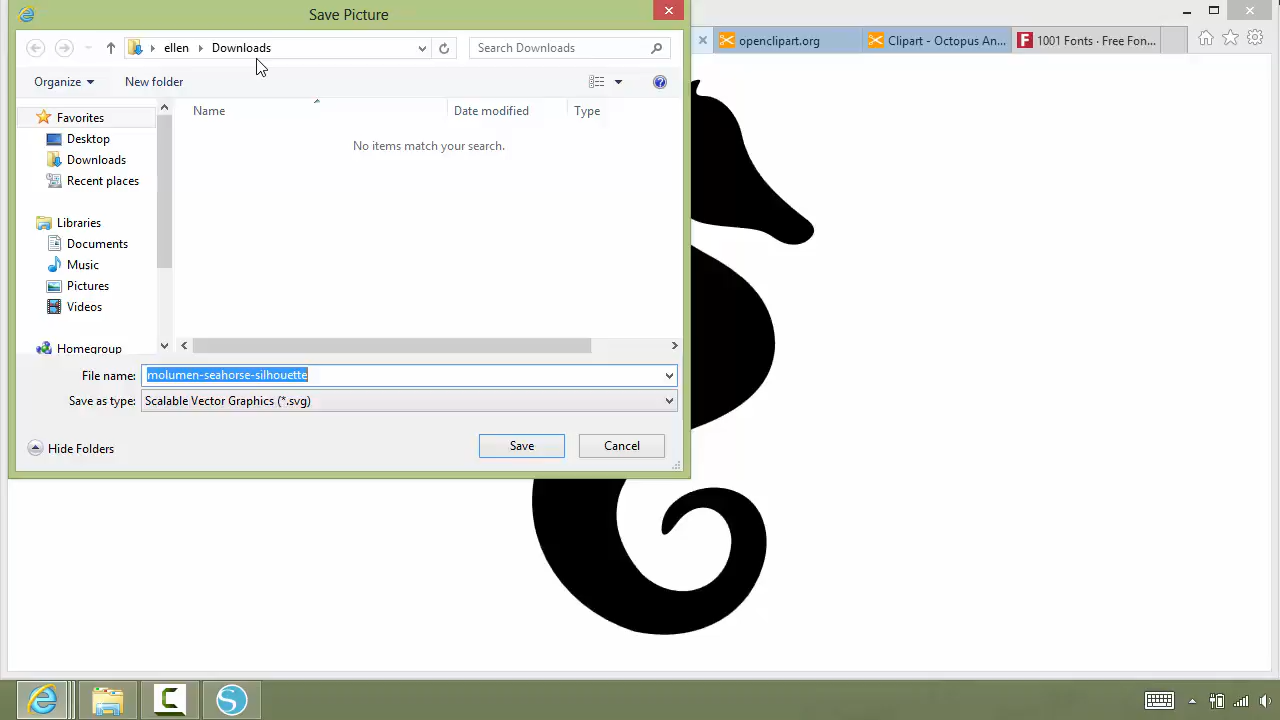 Save Picture
ellen Downloads
Search Downloads
openclipart.org
Clipart - Octopus An...
1001 Fonts · Free Fon...
Organize
New folder
Name
Date modified
Type
No items match your search.
Favorites
Desktop
Downloads
Recent places
Libraries
Documents
Music
Pictures
Videos
Homegroup
File name: molumen-seahorse-silhouette
Save as type: Scalable Vector Graphics (*.svg)
Hide Folders
Save
Cancel